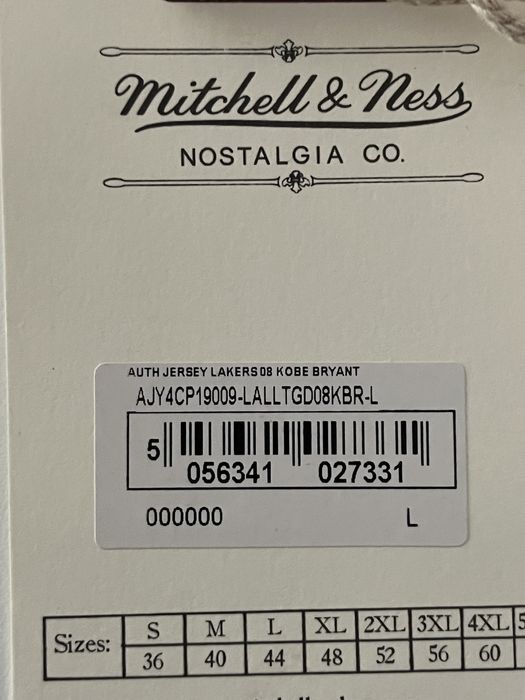 Mitchell & Ness
NOSTALGIA CO.
AUTH JERSEY LAKERS 08 KOBE BRYANT
AJY4CP19009-LALLTGD08KBR-L
5 056341 027331
000000 L
Sizes: S M L XL 2XL 3XL 4XL
36 40 44 48 52 56 60